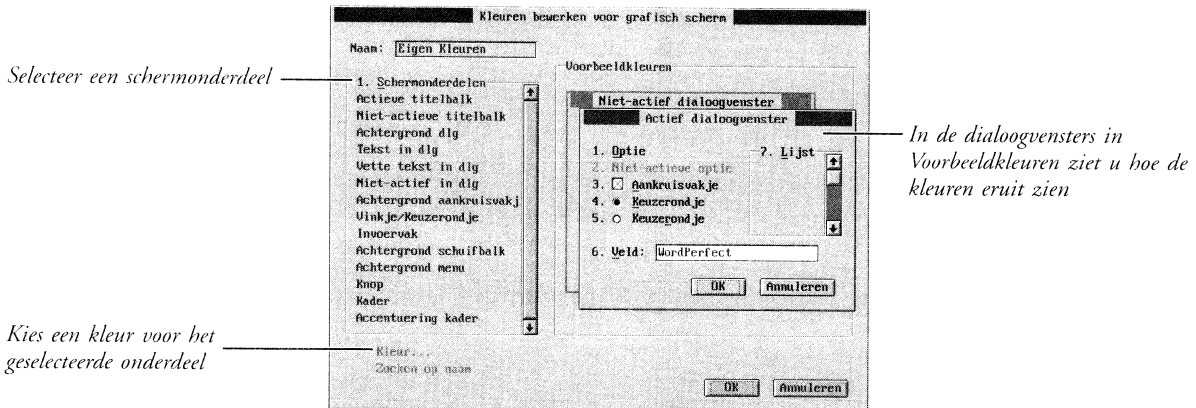 Kleuren bewerken voor grafisch scherm
Naam: Eigen Kleuren
Selecteer een schermonderdeel
1. Schermonderdelen
Actieve titelbalk
Niet-actieve titelbalk
Achtergrond dlg
Tekst in dlg
Vette tekst in dlg
Niet-actief in dlg
Achtergrond aankruisvakj
Vinkje/Keuzerondje
Invoervak
Achtergrond schuifbalk
Achtergrond menu
Knop
Kader
Accentuering kader
Kies een kleur voor het
geselecteerde onderdeel
Kleur...
Zoeken op naam
Voorbeeldkleuren
Niet-actief dialoogvenster
Actief dialoogvenster
1. Optie
2. Niet-actieve optie
3. Aankruisvakje
4. Keuzerondje
5. Keuzerondje
?. Lijst
6. Veld: WordPerfect
OK Annuleren
OK Annuleren
In de dialoogvensters in
Voorbeeldkleuren ziet u hoe de
kleuren eruit zien